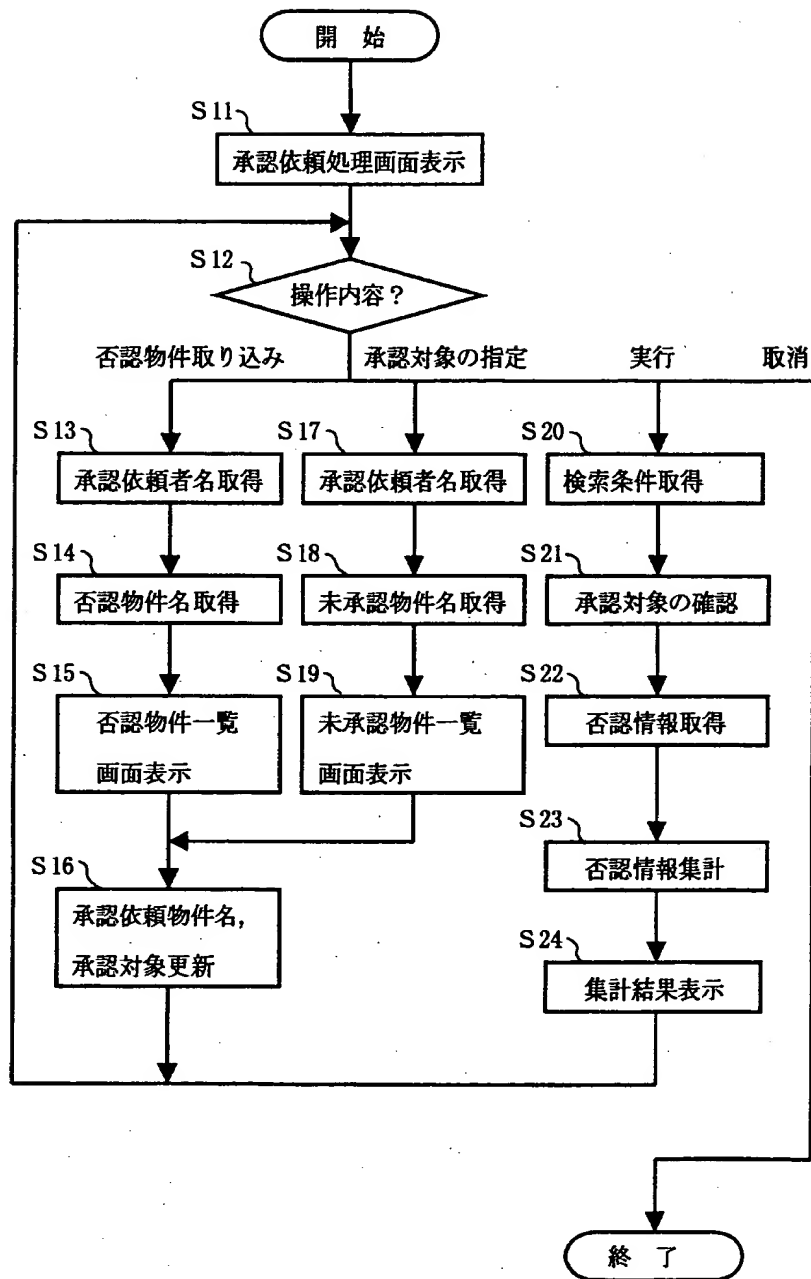 開 始
S11
承認依頼処理画面表示
S12
操作内容?
否認物件取り込み
承認対象の指定
実行
取消
S13
承認依頼者名取得
S17
承認依頼者名取得
S20
検索条件取得
S14
否認物件名取得
S18
未承認物件名取得
S21
承認対象の確認
S15
否認物件一覧
画面表示
S19
未承認物件一覧
画面表示
S22
否認情報取得
S23
否認情報集計
S16
承認依頼物件名,
承認対象更新
S24
集計結果表示
終 了